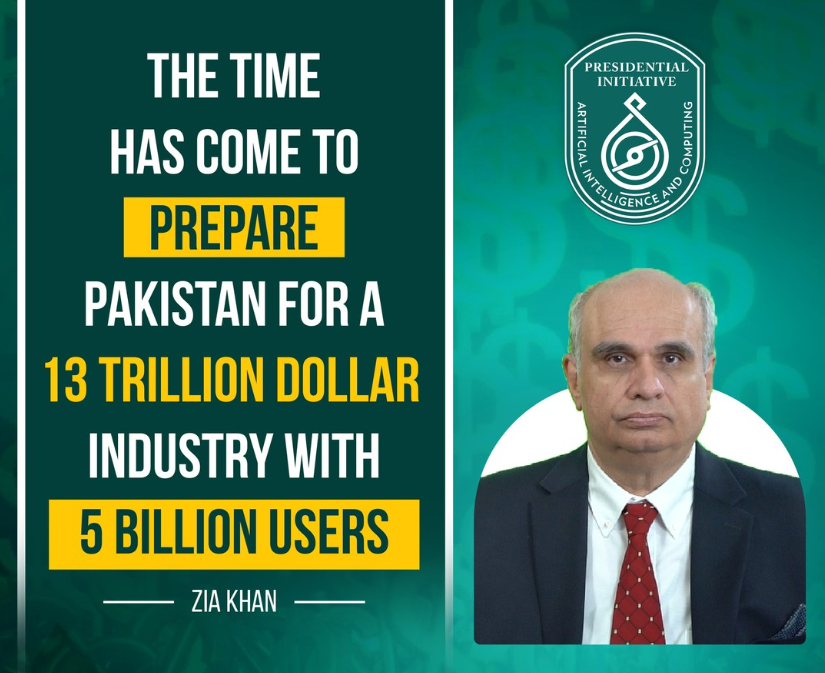 THE TIME
HAS COME TO
PREPARE
PAKISTAN FOR A
13 TRILLION DOLLAR
INDUSTRY WITH
5 BILLION USERS
ZIA KHAN
PRESIDENTIAL
INITIATIVE
ARTIFICIAL INTELLIGENCE AND COMPUTING